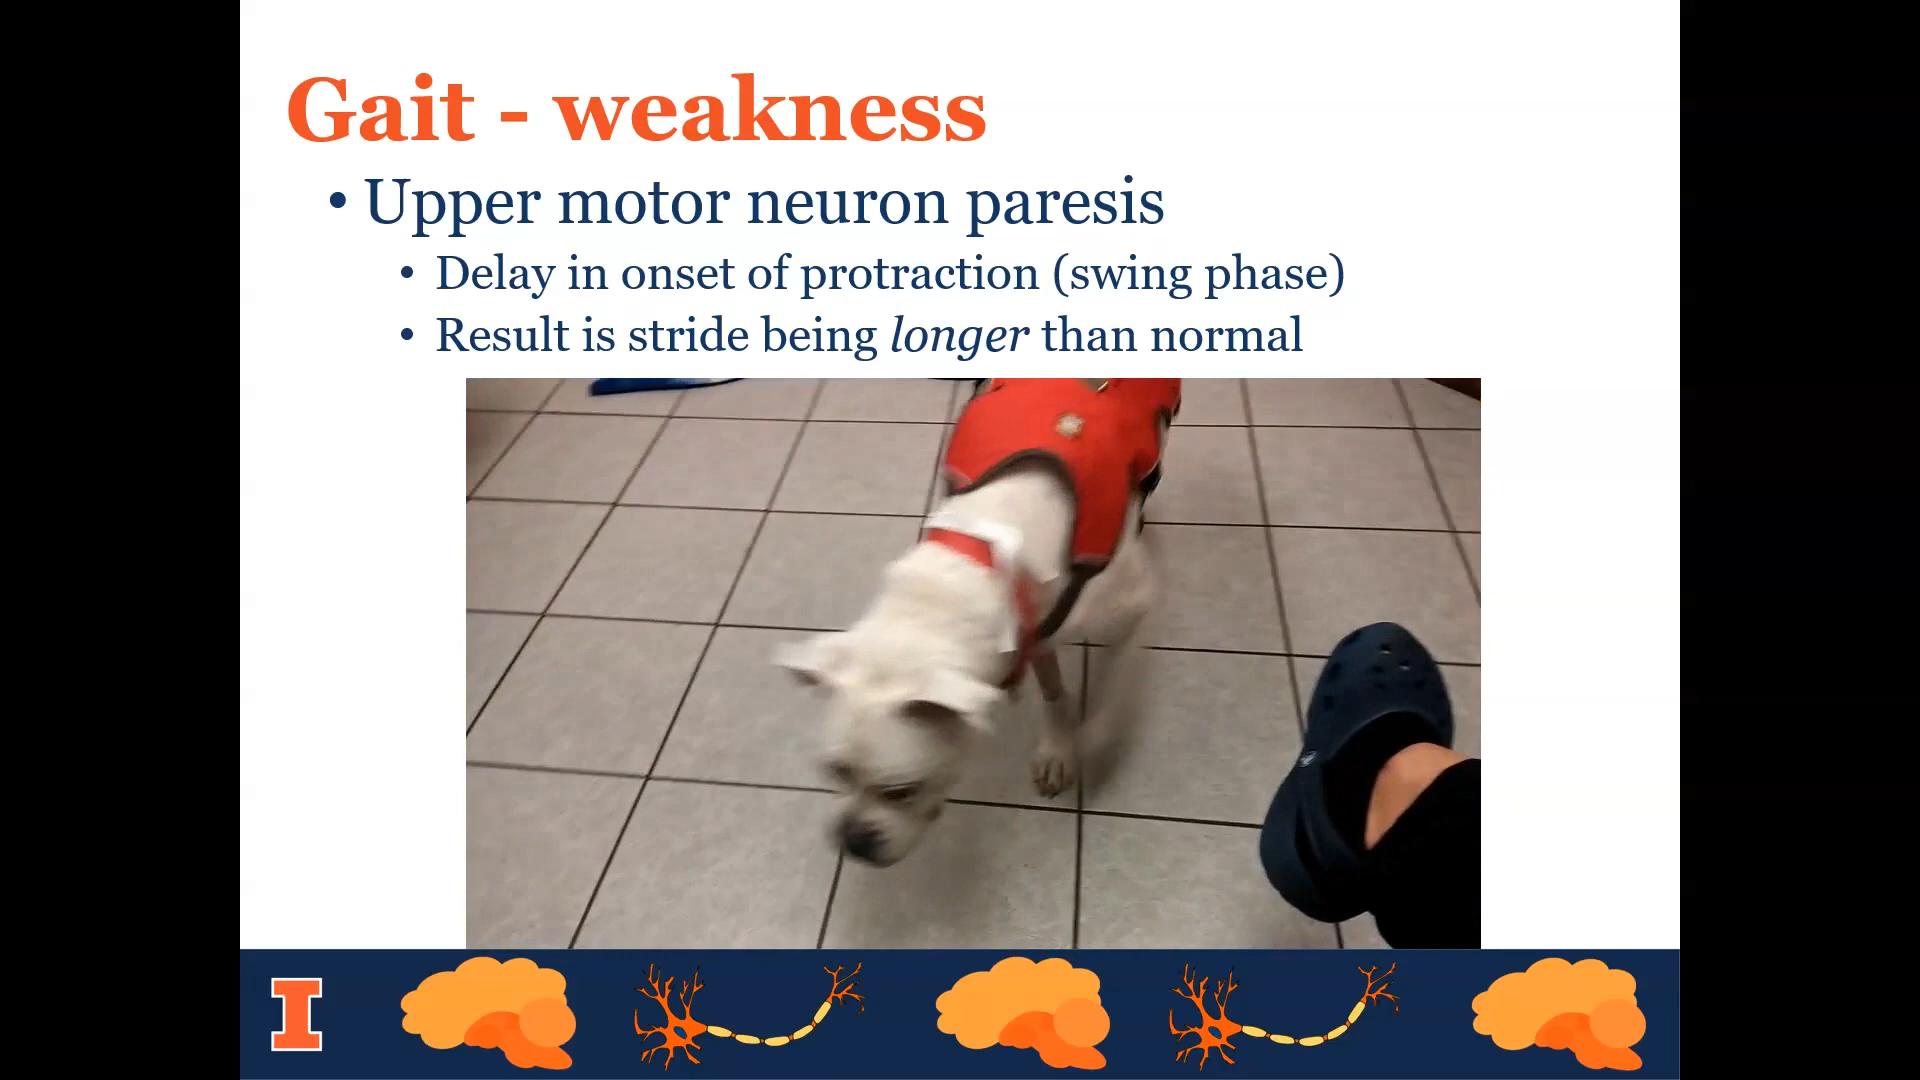 Gait - weakness
• Upper motor neuron paresis
• Delay in onset of protraction (swing phase)
• Result is stride being longer than normal
I